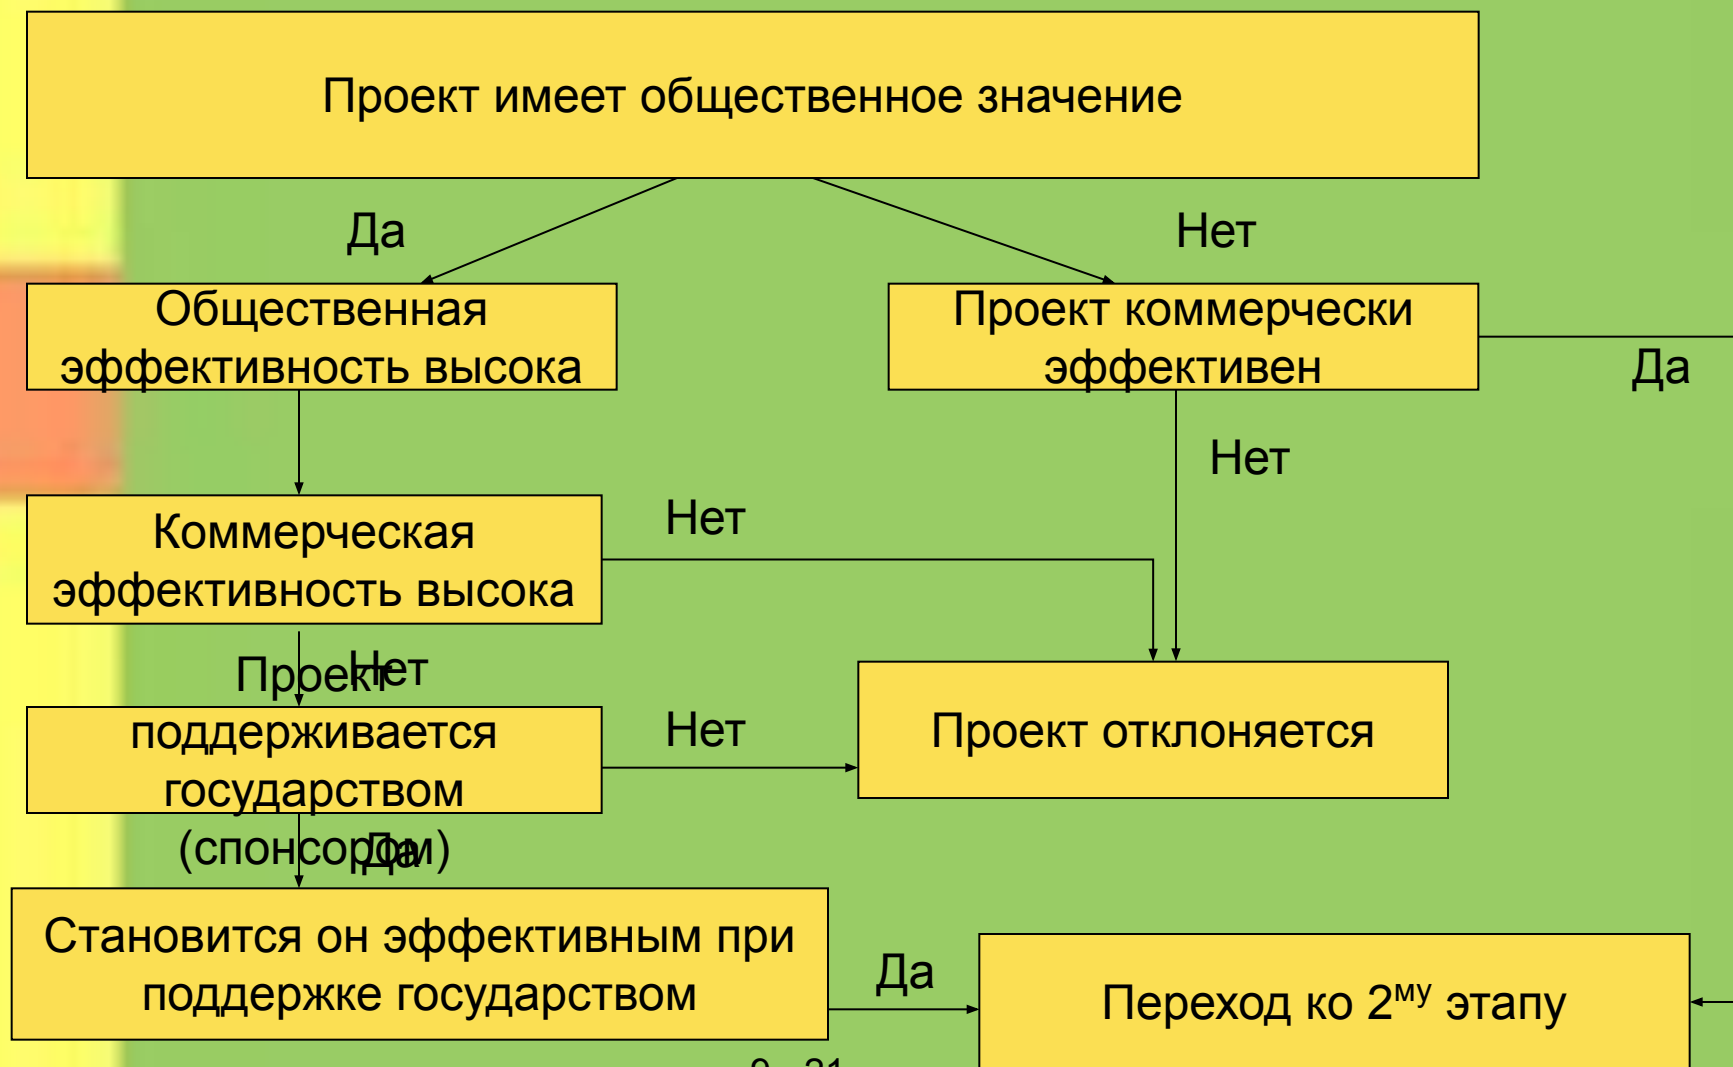 Проект имеет общественное значение
Да
Нет
Общественная
эффективность высока
Проект коммерчески
эффективен
Да
Нет
Коммерческая
эффективность высока
Нет
Нет
Проект
поддерживается
государством
(спонсором)
Нет
Проект отклоняется
Да
Становится он эффективным при
поддержке государством
Да
Переход ко 2му этапу